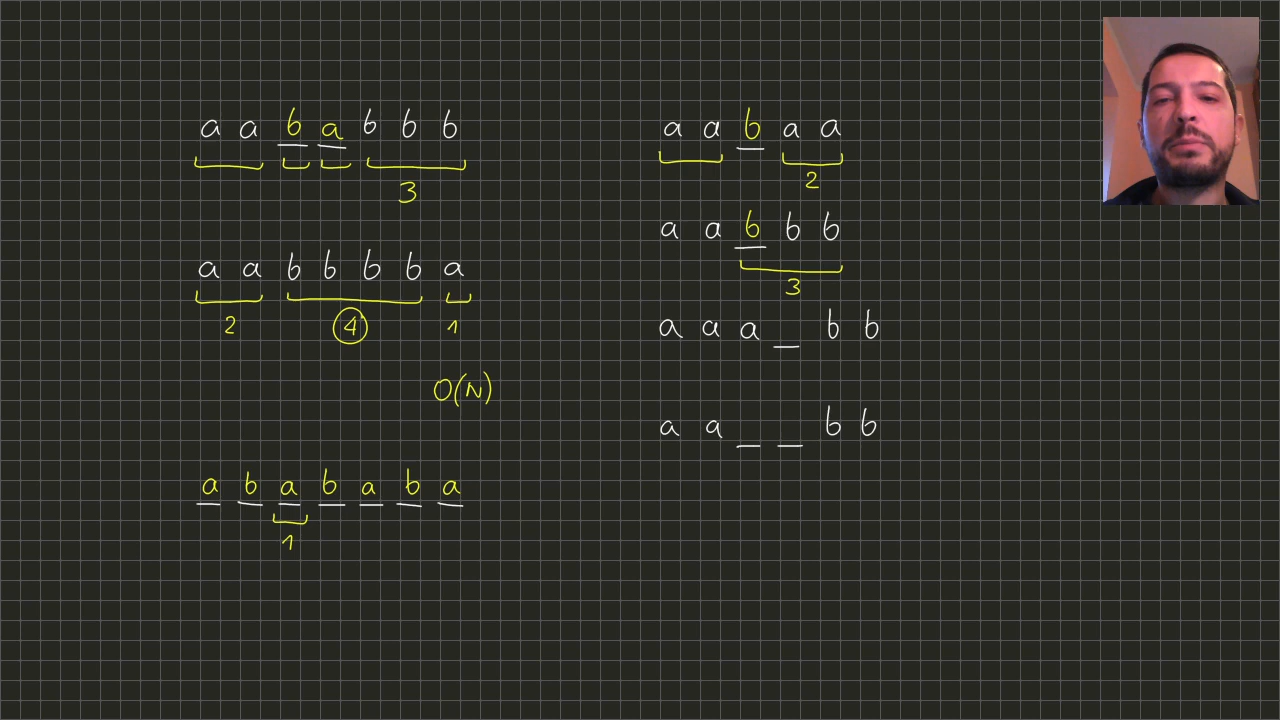 a a b a b b b
3
a a b b b b a
2 4 1
O(N)
a b a b a b a
1
a a b a a
2
a a b b b
3
a a a _ b b
a a _ _ b b